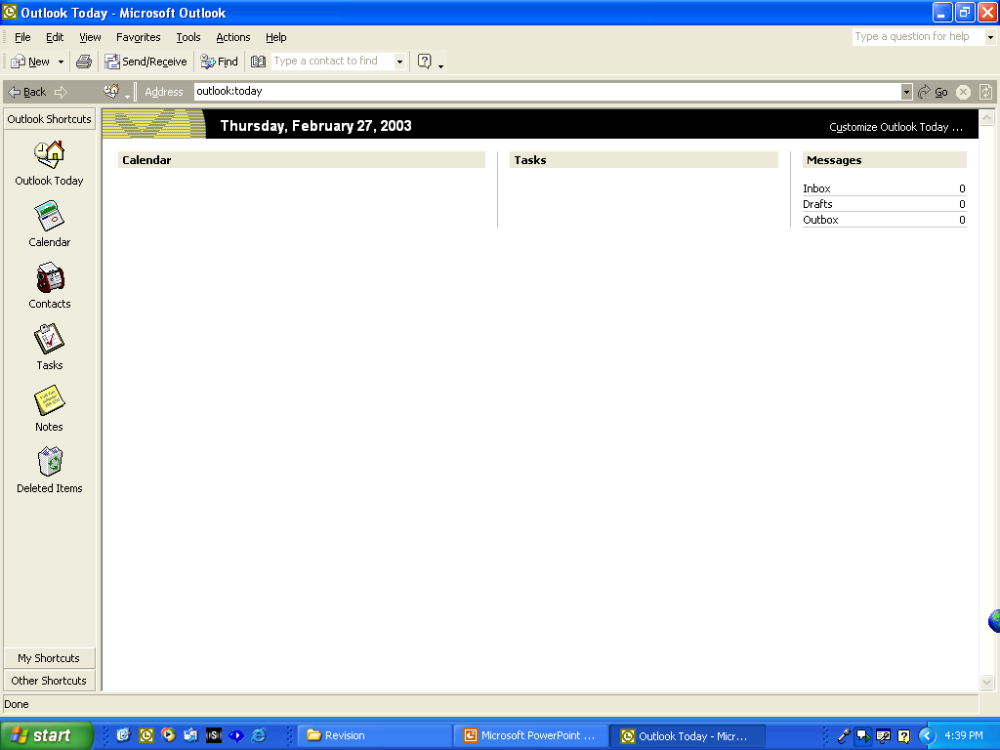 Outlook Today - Microsoft Outlook
File Edit View Favorites Tools Actions Help Type a question for help
New Send/Receive Find Type a contact to find
Back Address outlook:today Go
Outlook Shortcuts
Thursday, February 27, 2003 Customize Outlook Today ...
Calendar Tasks Messages
Inbox 0
Drafts 0
Outbox 0
Outlook Today
Calendar
Contacts
Tasks
Notes
Deleted Items
My Shortcuts
Other Shortcuts
Done
start Revision Microsoft PowerPoint ... Outlook Today - Micr... 4:39 PM